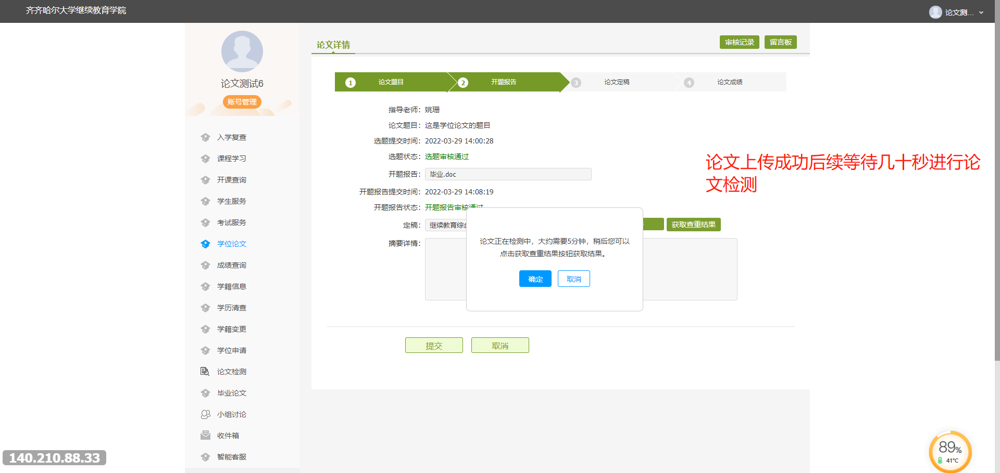 齐齐哈尔大学继续教育学院
论文测...
论文测试6
账号管理
入学复查
课程学习
开课查询
学生服务
考试服务
学位论文
成绩查询
学籍信息
学历清查
学籍变更
学位申请
论文检测
毕业论文
小组讨论
收件箱
智能客服
论文详情
审核记录
留言板
1 论文题目
2 开题报告
3 论文定稿
4 论文成绩
指导老师: 姚珊
论文题目: 这是学位论文的题目
选题提交时间: 2022-03-29 14:00:28
选题状态: 选题审核通过
开题报告: 毕业.doc
开题报告提交时间: 2022-03-29 14:08:19
开题报告状态: 开题报告审核通过
定稿: 继续教育综合
获取查重结果
摘要详情:
论文正在检测中，大约需要5分钟，稍后您可以
点击获取查重结果按钮获取结果。
确定
取消
提交
取消
论文上传成功后续等待几十秒进行论
文检测
140.210.88.33
89%
41°C